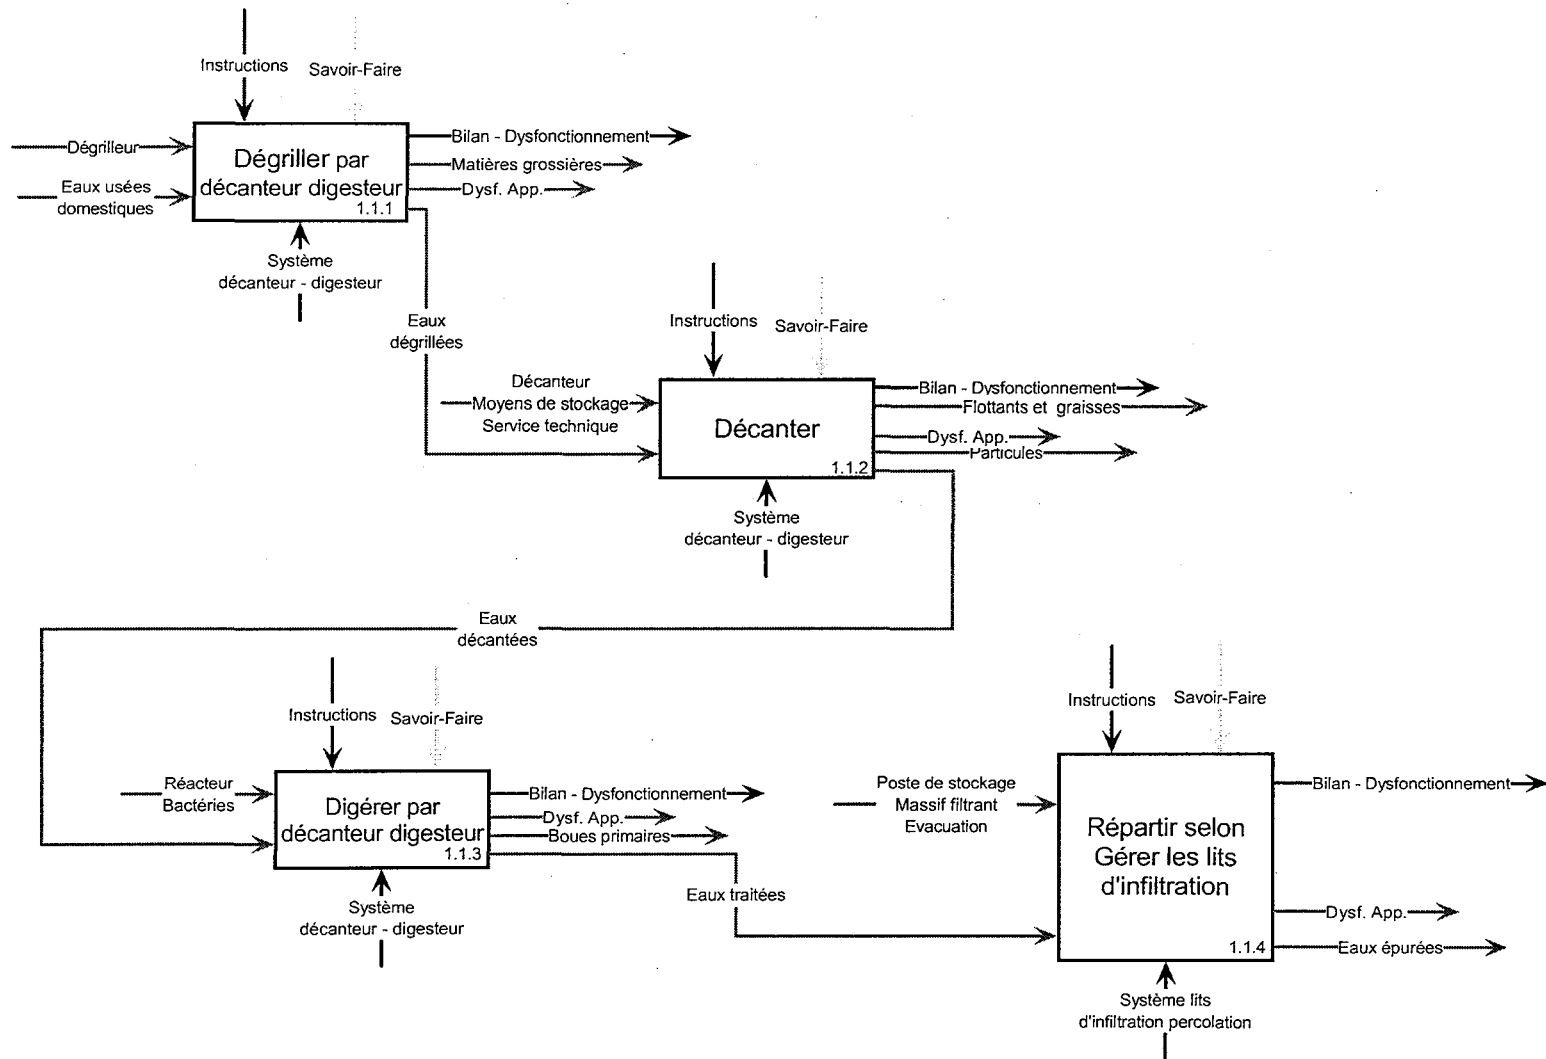 Instructions
Savoir-Faire
Dégrilleur
Eaux usées
domestiques
Dégriller par
décanteur digesteur
1.1.1
Bilan - Dysfonctionnement
Matières grossières
Dysf. App.
Système
décanteur - digesteur
Eaux
dégrillées
Instructions
Savoir-Faire
Décanteur
Moyens de stockage
Service technique
Décanter
1.1.2
Bilan - Dysfonctionnement
Flottants et graisses
Dysf. App.
Particules
Système
décanteur - digesteur
Eaux
décantées
Instructions
Savoir-Faire
Réacteur
Bactéries
Digérer par
décanteur digesteur
1.1.3
Bilan - Dysfonctionnement
Dysf. App.
Boues primaires
Système
décanteur - digesteur
Eaux traitées
Instructions
Savoir-Faire
Poste de stockage
Massif filtrant
Evacuation
Répartir selon
Gérer les lits
d'infiltration
1.1.4
Bilan - Dysfonctionnement
Dysf. App.
Eaux épurées
Système lits
d'infiltration percolation